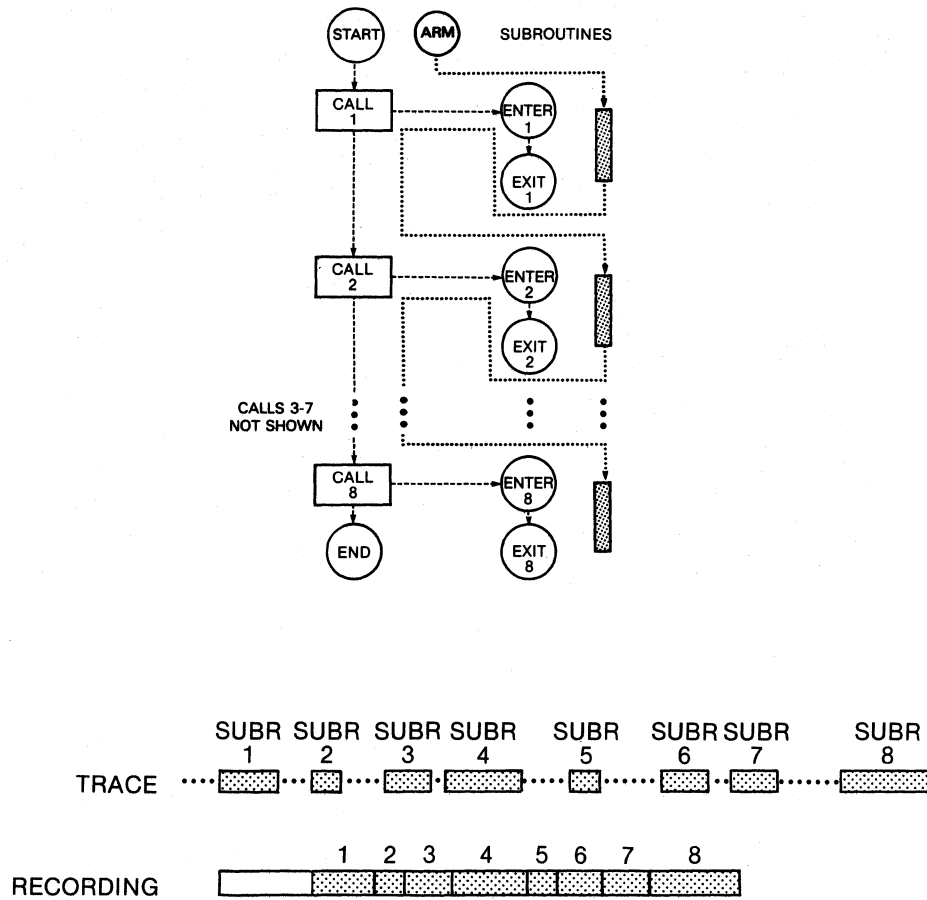 START
ARM
SUBROUTINES
CALL
1
ENTER
1
EXIT
1
CALL
2
ENTER
2
EXIT
2
CALLS 3-7
NOT SHOWN
CALL
8
ENTER
8
END
EXIT
8
SUBR SUBR SUBR SUBR SUBR SUBR SUBR SUBR
1 2 3 4 5 6 7 8
TRACE
1 2 3 4 5 6 7 8
RECORDING